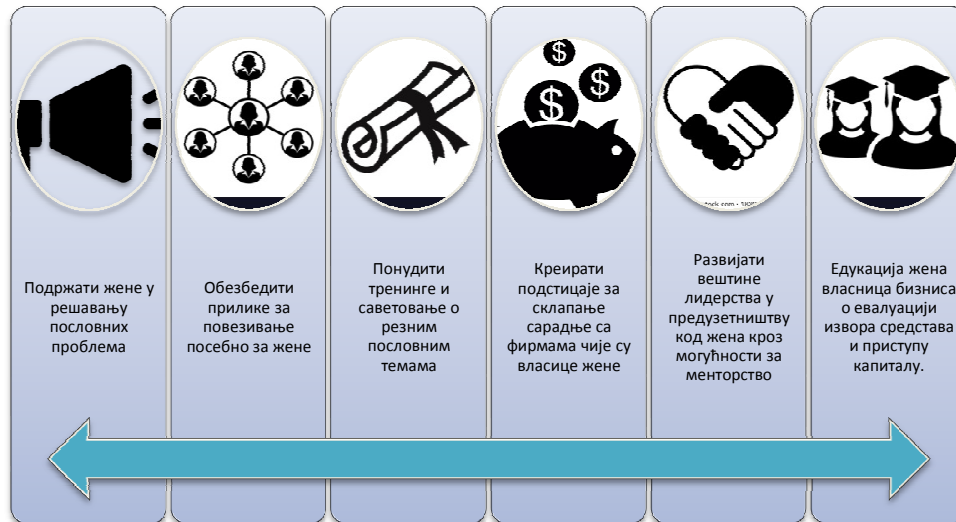 Подржати жене у
решавању
пословних
проблема
Обезбедити
прилике за
повезивање
посебно за жене
Понудити
тренинге и
саветовање о
резним
пословним
темама
Креирати
подстицаје за
склапање
сарадње са
фирмама чије су
власице жене
Развијати
вештине
лидерства у
предузетништву
код жена кроз
могућности за
менторство
Едукација жена
власница бизниса
о евалуацији
извора средстава
и приступу
капиталу.
$
$
$